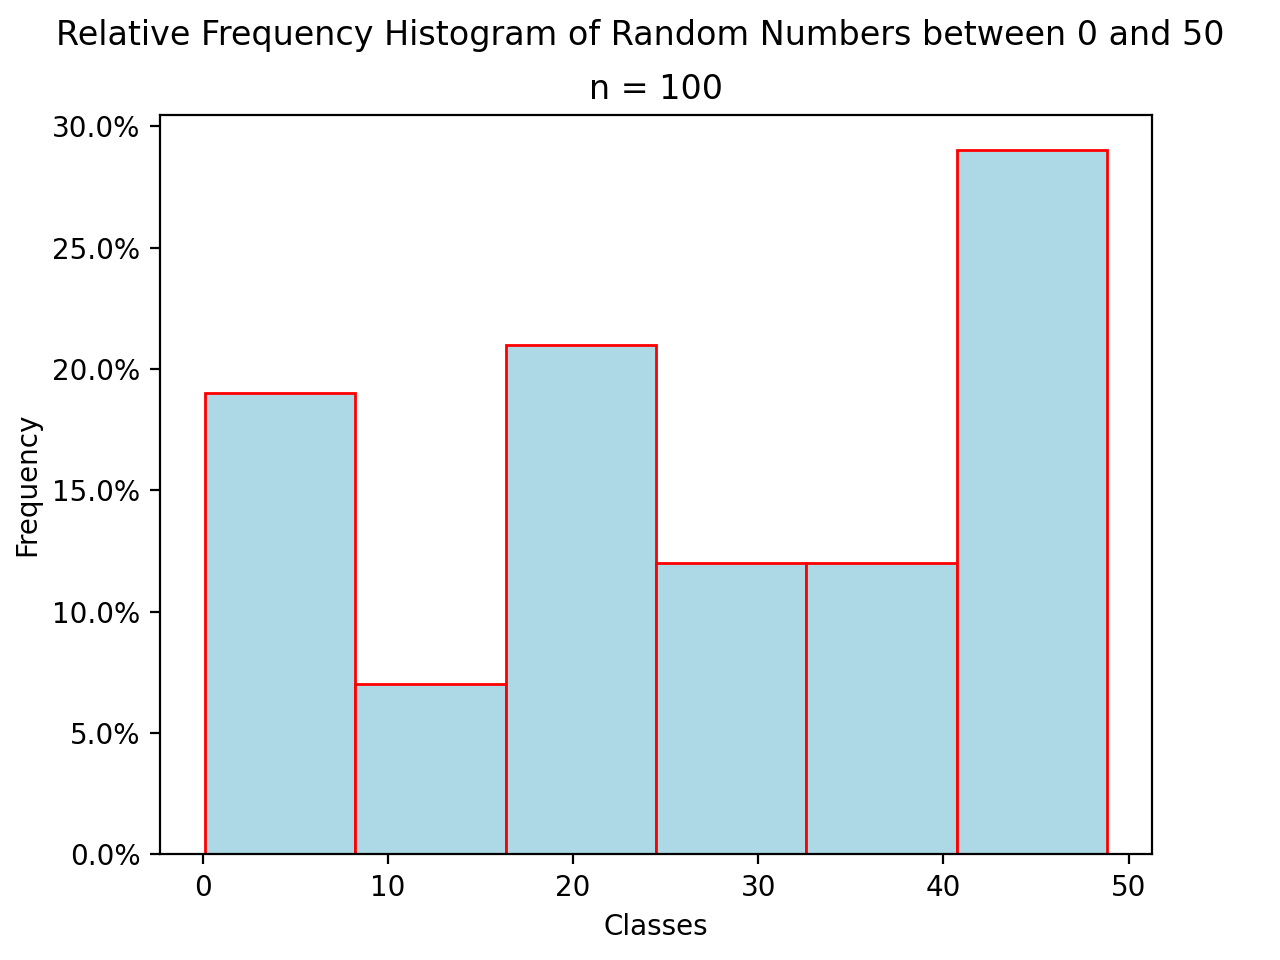 Relative Frequency Histogram of Random Numbers between 0 and 50
n = 100
30.0%
25.0%
20.0%
15.0%
10.0%
5.0%
0.0%
Frequency
0 10 20 30 40 50
Classes